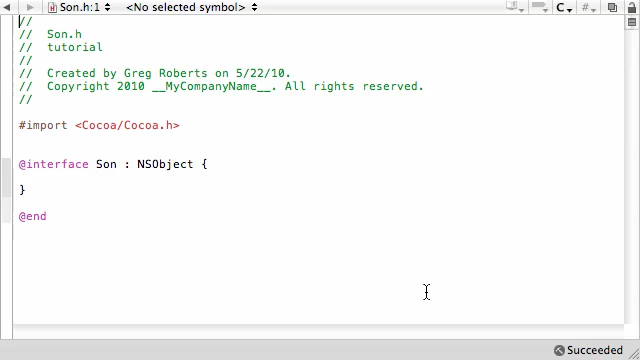 Son.h:1 <No selected symbol> C #
//
// Son.h
// tutorial
//
// Created by Greg Roberts on 5/22/10.
// Copyright 2010 __MyCompanyName__. All rights reserved.
//
#import <Cocoa/Cocoa.h>
@interface Son : NSObject {
}
@end
Succeeded